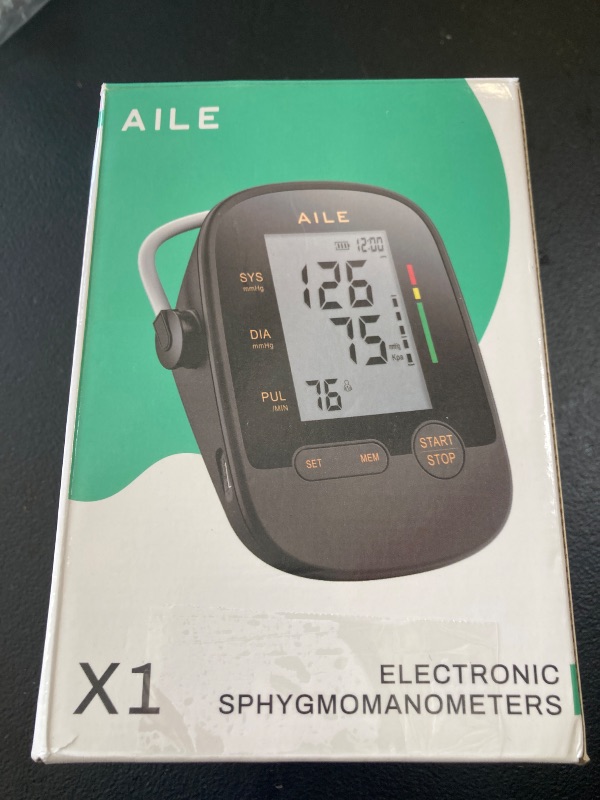 AILE
AILE
12:00
SYS
mmHg
126
DIA
mmHg
75
mmHg
Kpa
PUL
/MIN
76
SET
MEM
START
STOP
X1
ELECTRONIC
SPHYGMOMANOMETERS